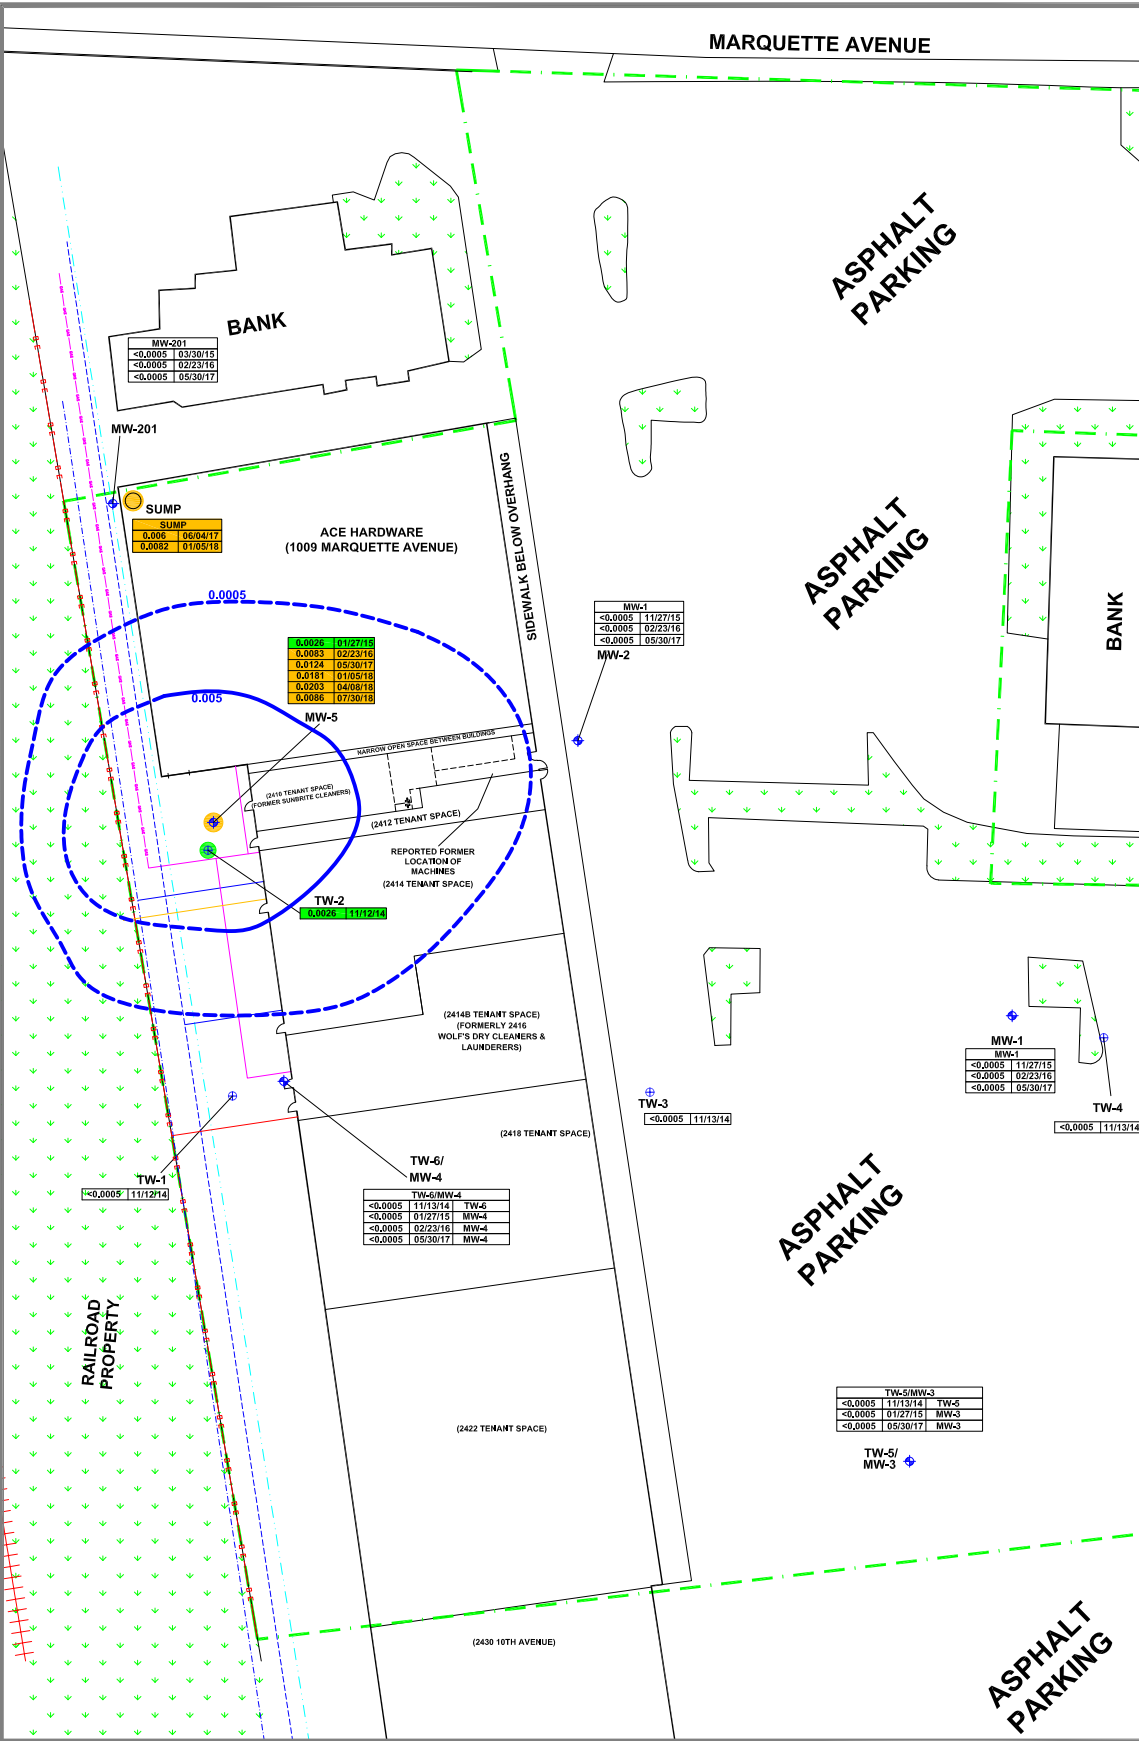 MARQUETTE AVENUE
ASPHALT
PARKING
BANK
MW-201
<0.0005 03/30/15
<0.0005 02/23/16
<0.0005 05/30/17
MW-201
SUMP
SUMP
0.006 06/04/17
0.0082 01/05/18
ACE HARDWARE
(1009 MARQUETTE AVENUE)
SIDEWALK BELOW OVERHANG
ASPHALT
PARKING
BANK
0.0005
MW-1
<0.0005 11/27/15
<0.0005 02/23/16
<0.0005 05/30/17
MW-2
0.0026 01/27/15
0.0083 02/23/16
0.0124 05/30/17
0.0181 01/05/18
0.0203 04/08/18
0.0086 07/30/18
0.005
MW-5
NARROW OPEN SPACE BETWEEN BUILDINGS
(2410 TENANT SPACE)
(FORMER SUNBRITE CLEANERS)
(2412 TENANT SPACE)
REPORTED FORMER
LOCATION OF
MACHINES
(2414 TENANT SPACE)
TW-2
0.0026 11/12/14
(2414B TENANT SPACE)
(FORMERLY 2416
WOLF'S DRY CLEANERS &
LAUNDERERS)
MW-1
MW-1
<0.0005 11/27/15
<0.0005 02/23/16
<0.0005 05/30/17
TW-3
<0.0005 11/13/14
TW-4
<0.0005 11/13/14
(2418 TENANT SPACE)
TW-1
<0.0005 11/12/14
TW-6/
MW-4
TW-6/MW-4
<0.0005 11/13/14 TW-6
<0.0005 01/27/15 MW-4
<0.0005 02/23/16 MW-4
<0.0005 05/30/17 MW-4
ASPHALT
PARKING
RAILROAD
PROPERTY
TW-5/MW-3
<0.0005 11/13/14 TW-5
<0.0005 01/27/15 MW-3
<0.0005 05/30/17 MW-3
(2422 TENANT SPACE)
TW-5/
MW-3
(2430 10TH AVENUE)
ASPHALT
PARKING